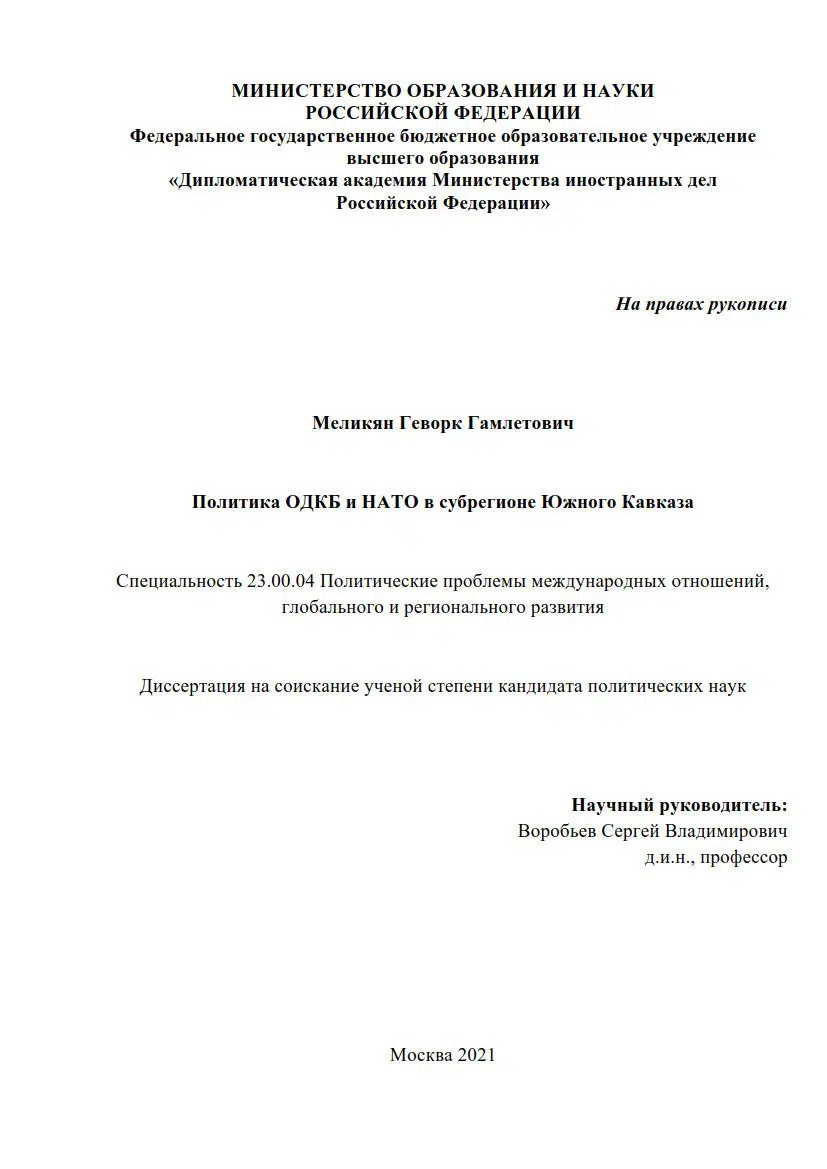 МИНИСТЕРСТВО ОБРАЗОВАНИЯ И НАУКИ
РОССИЙСКОЙ ФЕДЕРАЦИИ
Федеральное государственное бюджетное образовательное учреждение
высшего образования
«Дипломатическая академия Министерства иностранных дел
Российской Федерации»
На правах рукописи
Меликян Геворк Гамлетович
Политика ОДКБ и НАТО в субрегионе Южного Кавказа
Специальность 23.00.04 Политические проблемы международных отношений,
глобального и регионального развития
Диссертация на соискание ученой степени кандидата политических наук
Научный руководитель:
Воробьев Сергей Владимирович
д.и.н., профессор
Москва 2021